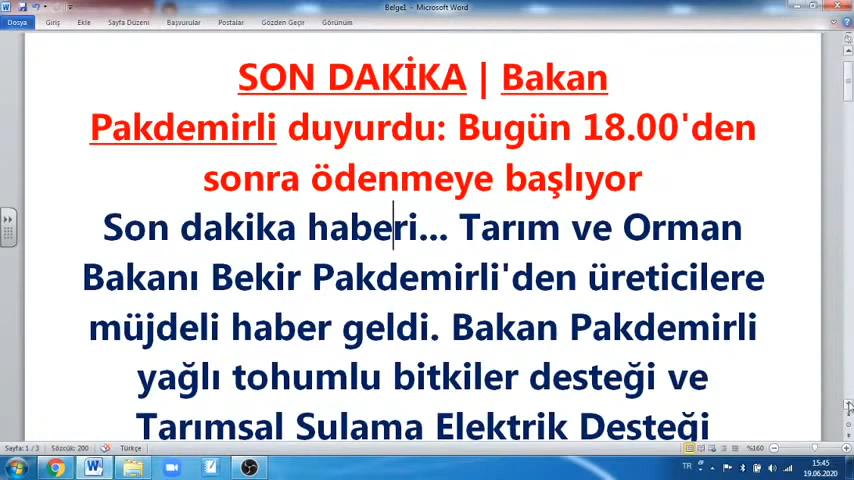 Belge1 - Microsoft Word
Dosya Giriş Ekle Sayfa Düzeni Başvurular Postalar Gözden Geçir Görünüm
SON DAKİKA | Bakan
Pakdemirli duyurdu: Bugün 18.00'den
sonra ödenmeye başlıyor
Son dakika haberi... Tarım ve Orman
Bakanı Bekir Pakdemirli'den üreticilere
müjdeli haber geldi. Bakan Pakdemirli
yağlı tohumlu bitkiler desteği ve
Tarımsal Sulama Elektrik Desteği
Sayfa: 1 / 3 Sözcük: 200 Türkçe %160
TR 15:45
19.06.2020